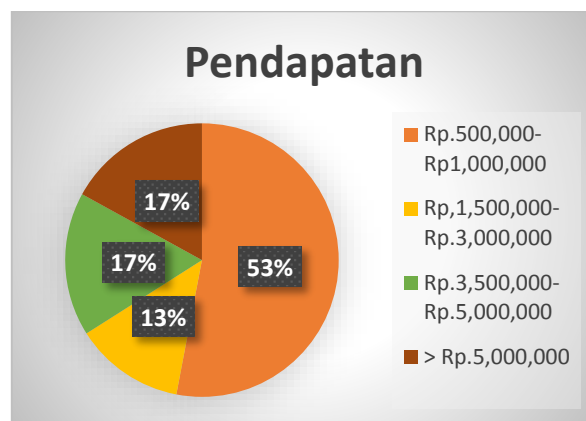 Pendapatan
17%
17%
53%
13%
Rp.500,000-
Rp1,000,000
Rp,1,500,000-
Rp.3,000,000
Rp.3,500,000-
Rp.5,000,000
> Rp.5,000,000